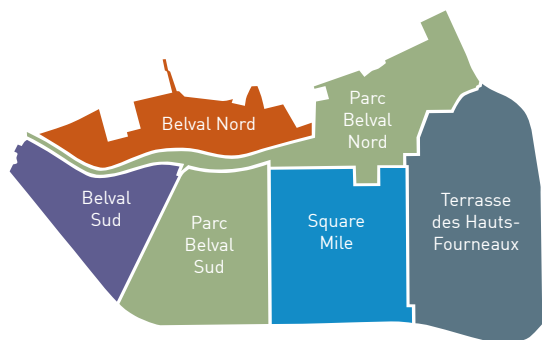 Belval Nord
Parc
Belval
Nord
Belval
Sud
Parc
Belval
Sud
Square
Mile
Terrasse
des Hauts-
Fourneaux